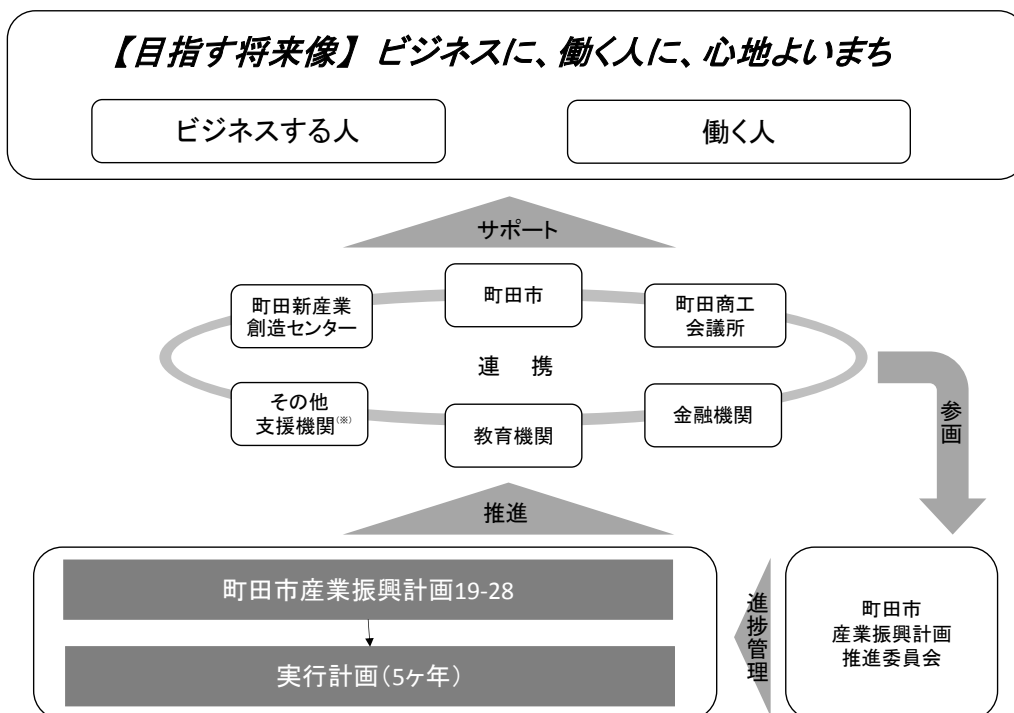 【目指す将来像】 ビジネスに、働く人に、心地よいまち
ビジネスする人
働く人
サポート
町田新産業
創造センター
町田市
町田商工
会議所
連 携
その他
支援機関(※)
教育機関
金融機関
参画
推進
町田市産業振興計画19-28
実行計画(5ヶ年)
進捗管理
町田市
産業振興計画
推進委員会